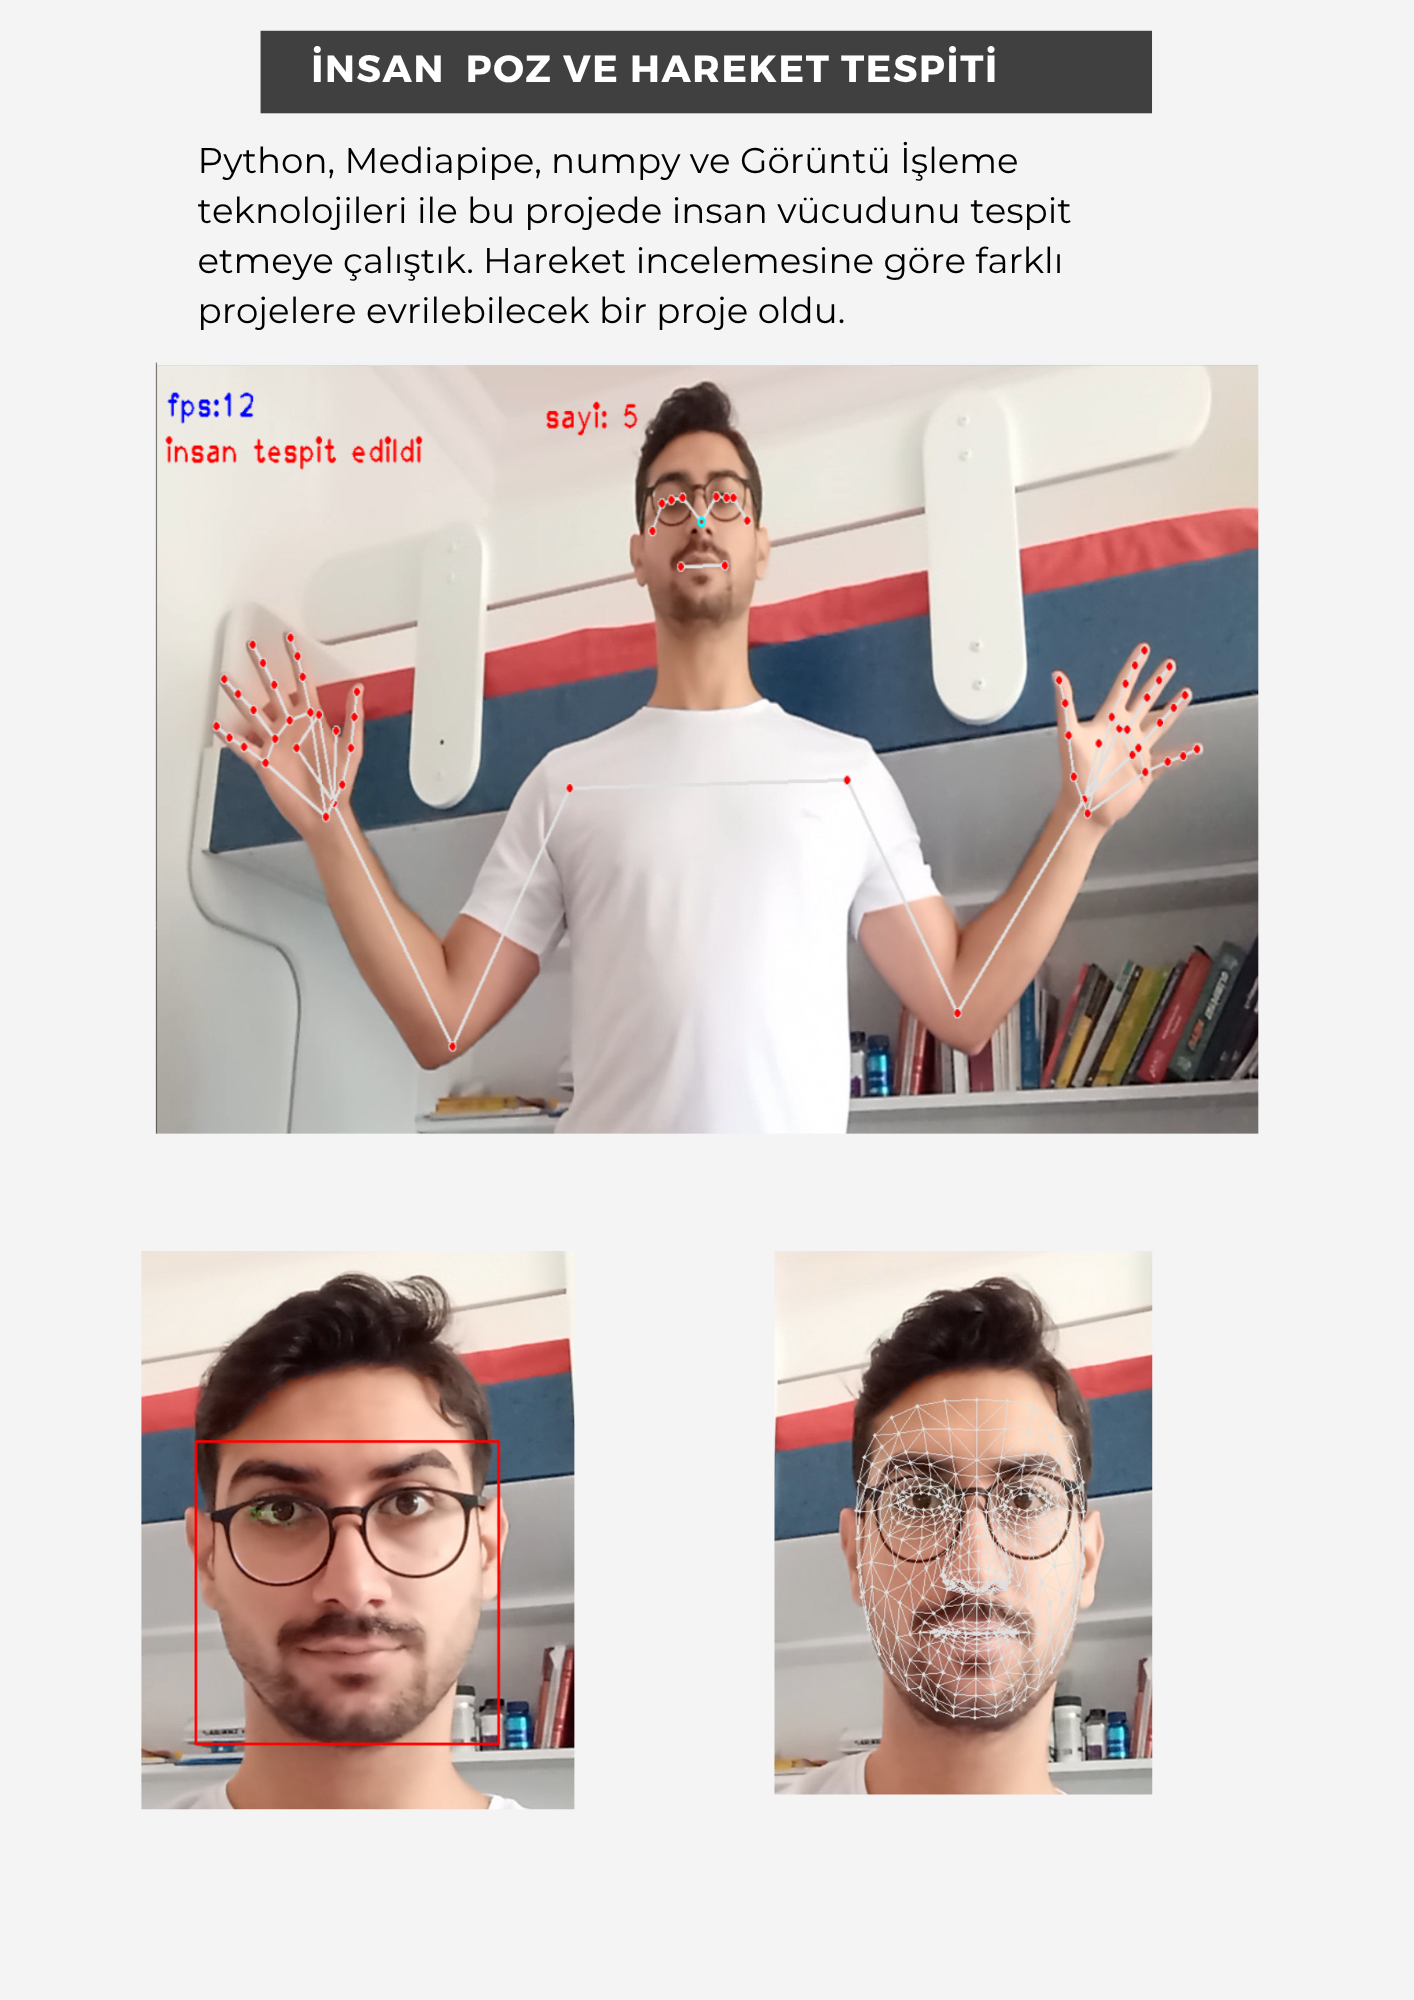 İNSAN POZ VE HAREKET TESPİTİ
Python, Mediapipe, numpy ve Görüntü İşleme
teknolojileri ile bu projede insan vücudunu tespit
etmeye çalıştık. Hareket incelemesine göre farklı
projelere evrilebilecek bir proje oldu.
fps:12
sayi: 5
insan tespit edildi